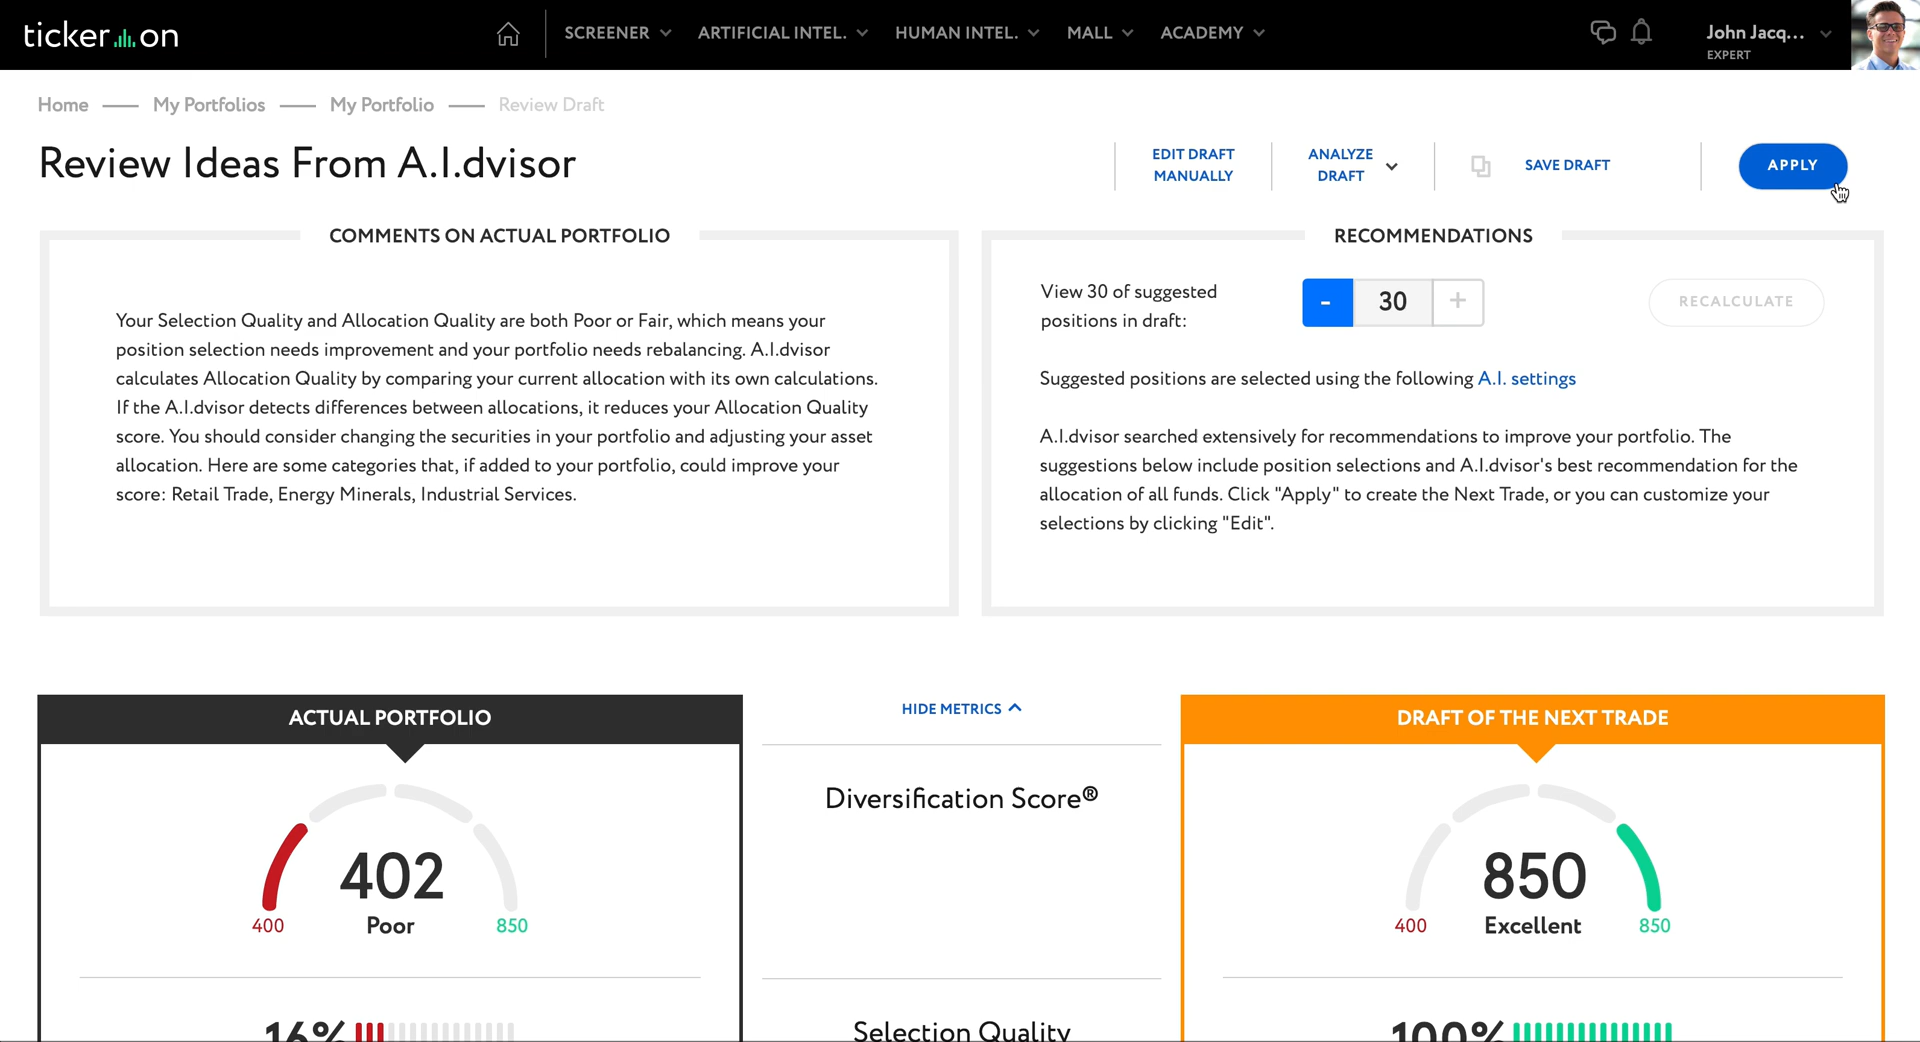 tickeron
SCREENER
ARTIFICIAL INTEL.
HUMAN INTEL.
MALL
ACADEMY
John Jacq...
EXPERT
Home
My Portfolios
My Portfolio
Review Draft
Review Ideas From A.I.dvisor
EDIT DRAFT
MANUALLY
ANALYZE
DRAFT
SAVE DRAFT
APPLY
COMMENTS ON ACTUAL PORTFOLIO
Your Selection Quality and Allocation Quality are both Poor or Fair, which means your
position selection needs improvement and your portfolio needs rebalancing. A.I.dvisor
calculates Allocation Quality by comparing your current allocation with its own calculations.
If the A.I.dvisor detects differences between allocations, it reduces your Allocation Quality
score. You should consider changing the securities in your portfolio and adjusting your asset
allocation. Here are some categories that, if added to your portfolio, could improve your
score: Retail Trade, Energy Minerals, Industrial Services.
RECOMMENDATIONS
View 30 of suggested
positions in draft:
- 30 +
RECALCULATE
Suggested positions are selected using the following A.I. settings
A.I.dvisor searched extensively for recommendations to improve your portfolio. The
suggestions below include position selections and A.I.dvisor's best recommendation for the
allocation of all funds. Click "Apply" to create the Next Trade, or you can customize your
selections by clicking "Edit".
ACTUAL PORTFOLIO
402
400
Poor
850
16%
HIDE METRICS
Diversification Score®
Selection Quality
DRAFT OF THE NEXT TRADE
850
400
Excellent
850
100%